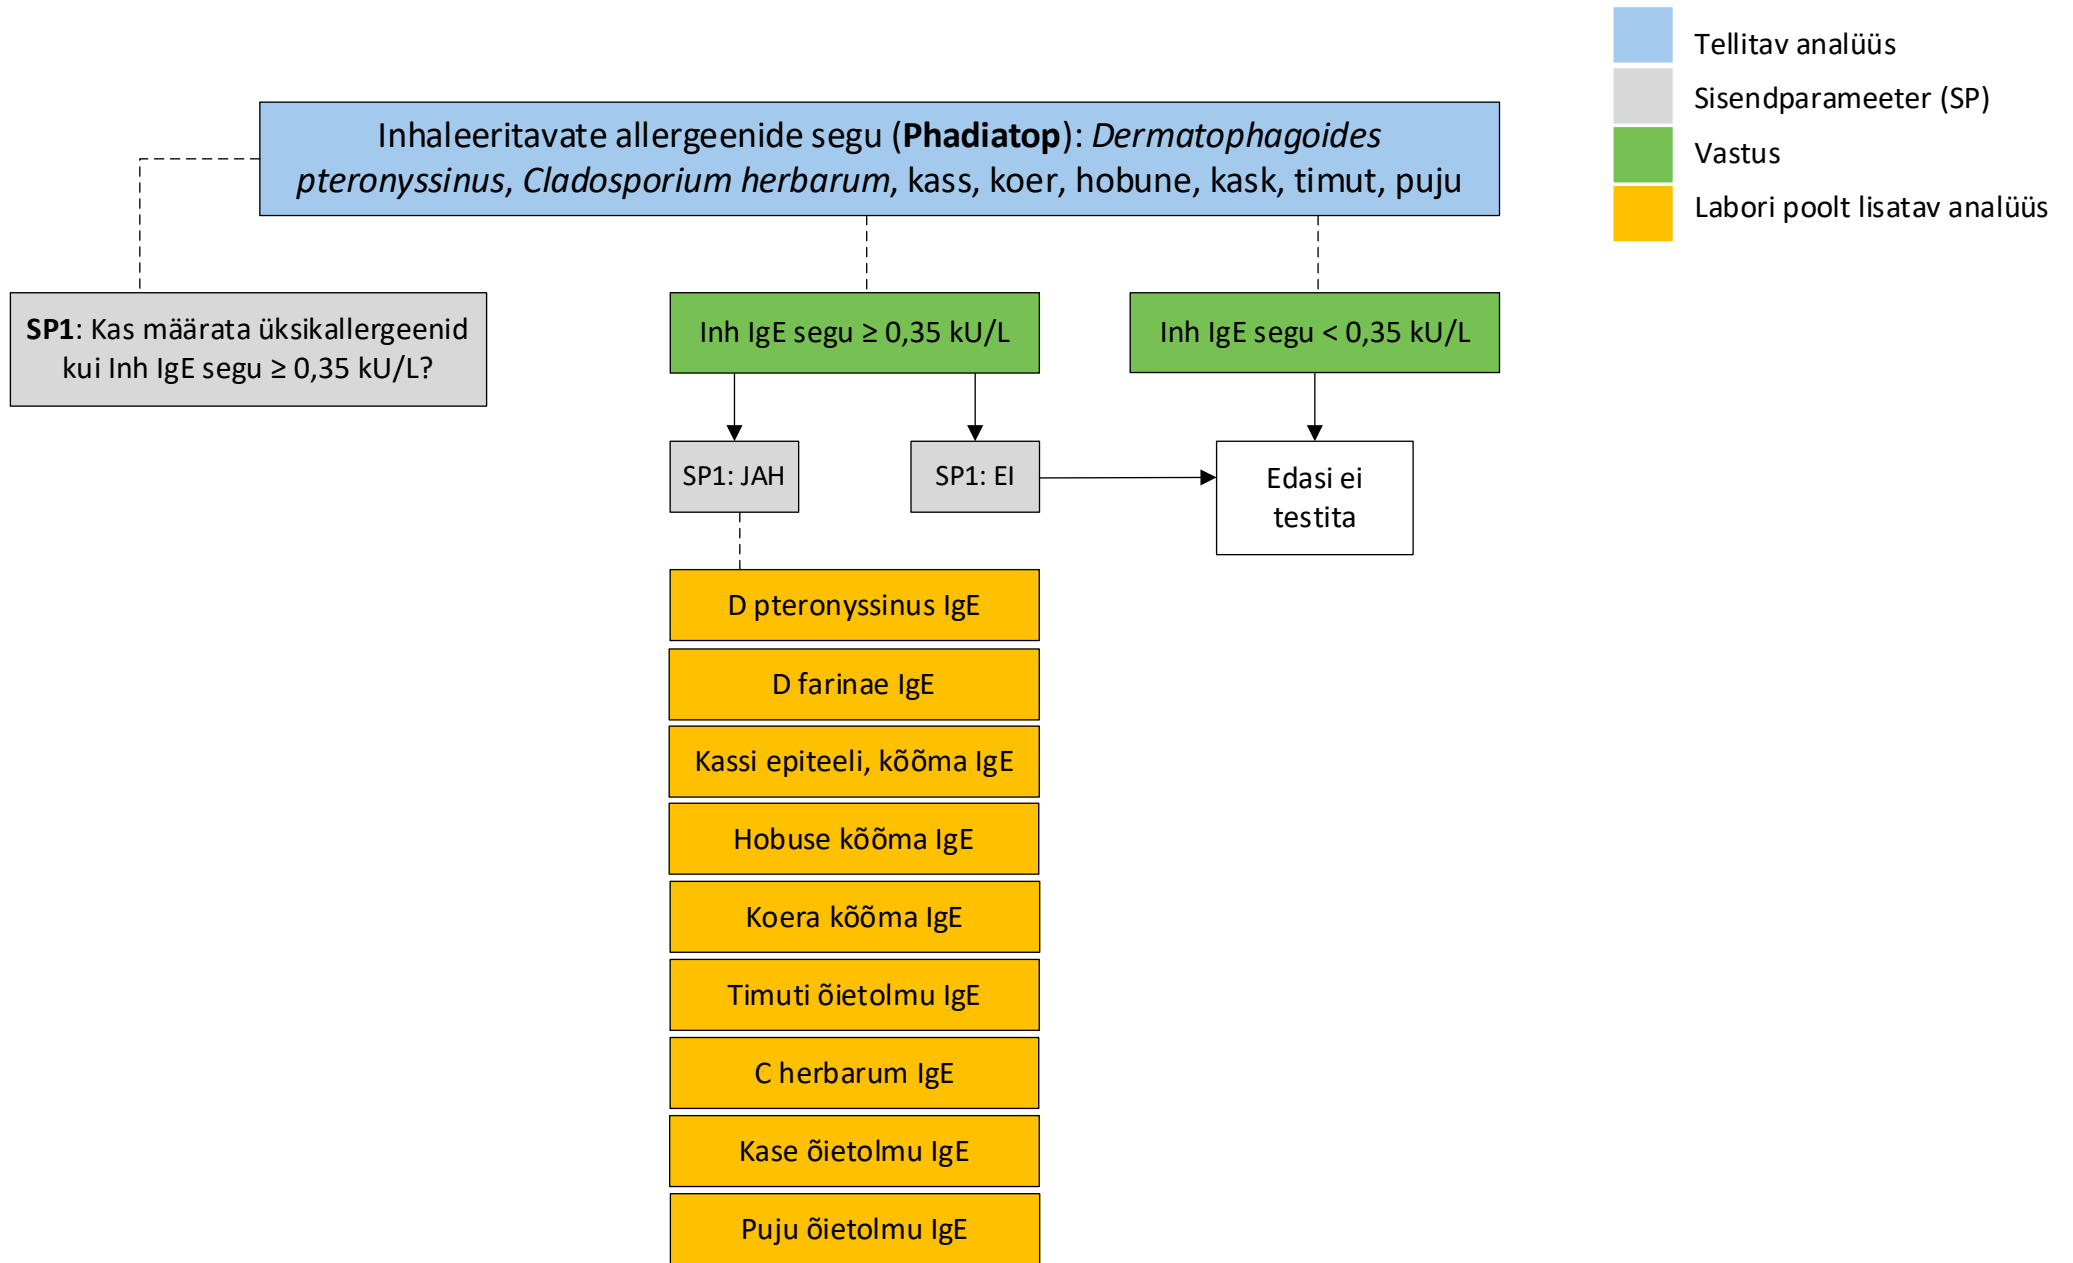 Tellitav analüüs
Sisendparameeter (SP)
Vastus
Labori poolt lisatav analüüs
Inhaleeritavate allergeenide segu (Phadiatop): Dermatophagoides
pteronyssinus, Cladosporium herbarum, kass, koer, hobune, kask, timut, puju
SP1: Kas määrata üksikallergeenid
kui Inh IgE segu ≥ 0,35 kU/L?
Inh IgE segu ≥ 0,35 kU/L
Inh IgE segu < 0,35 kU/L
SP1: JAH
SP1: EI
Edasi ei
testita
D pteronyssinus IgE
D farinae IgE
Kassi epiteeli, kõõma IgE
Hobuse kõõma IgE
Koera kõõma IgE
Timuti õietolmu IgE
C herbarum IgE
Kase õietolmu IgE
Puju õietolmu IgE